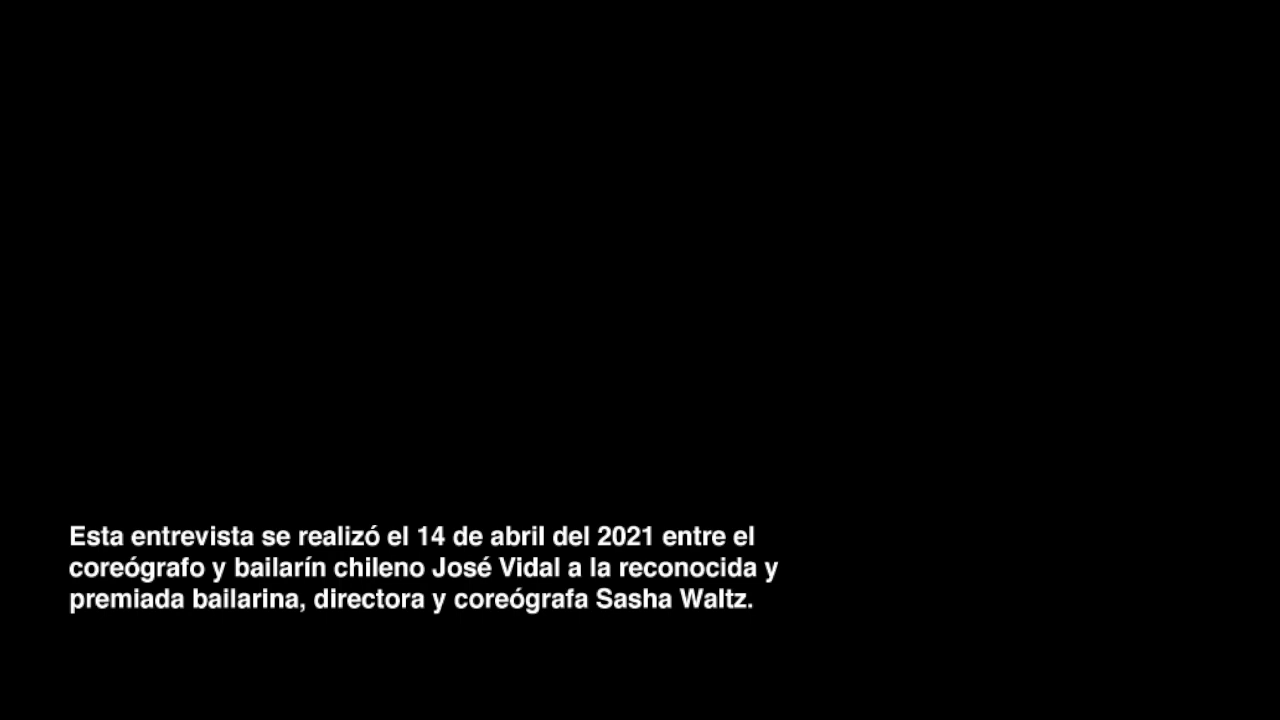 Esta entrevista se realizó el 14 de abril del 2021 entre el
coreógrafo y bailarín chileno José Vidal a la reconocida y
premiada bailarina, directora y coreógrafa Sasha Waltz.